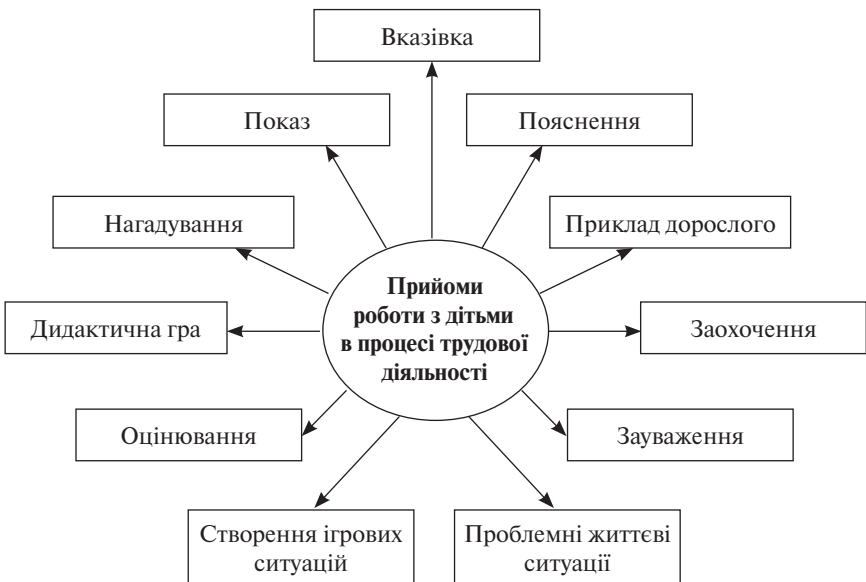 Вказівка
Показ
Пояснення
Нагадування
Приклад дорослого
Прийоми
роботи з дітьми
в процесі трудової
діяльності
Дидактична гра
Заохочення
Оцінювання
Зауваження
Створення ігрових
ситуацій
Проблемні життєві
ситуації